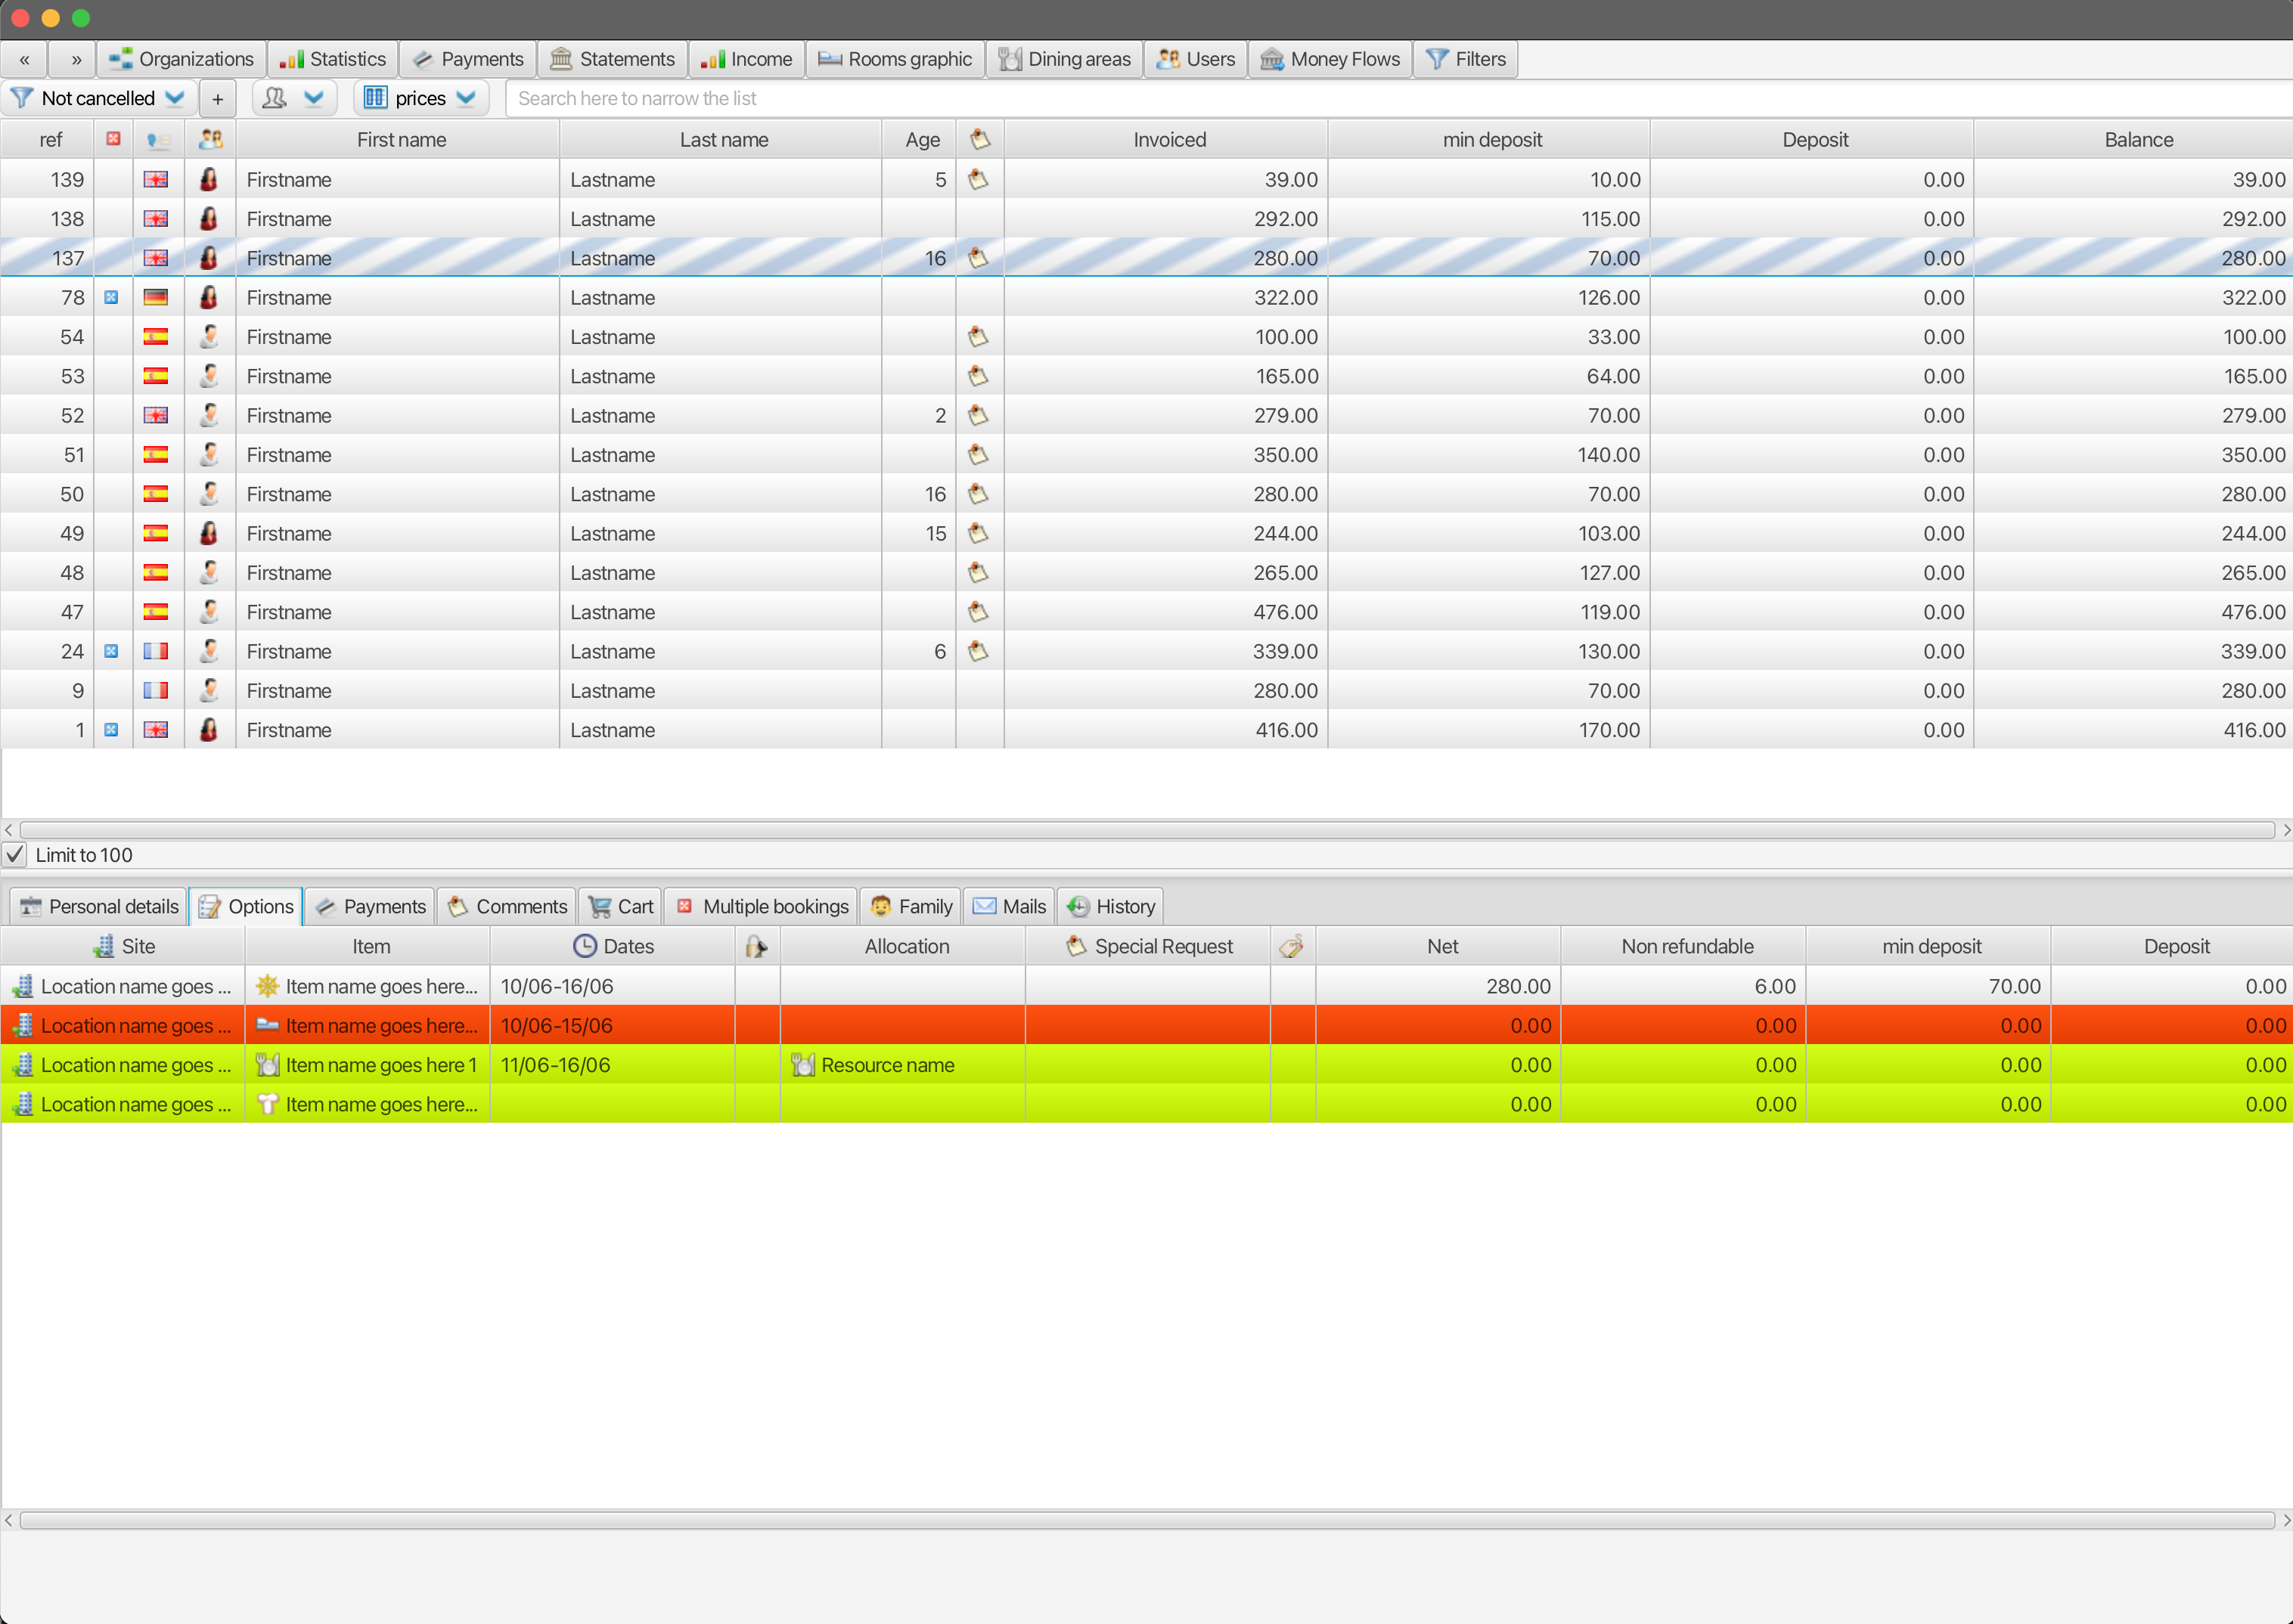 « » Organizations Statistics Payments Statements Income Rooms graphic Dining areas Users Money Flows Filters
Not cancelled + prices Search here to narrow the list
ref First name Last name Age Invoiced min deposit Deposit Balance
139 Firstname Lastname 5 39.00 10.00 0.00 39.00
138 Firstname Lastname 292.00 115.00 0.00 292.00
137 Firstname Lastname 16 280.00 70.00 0.00 280.00
78 Firstname Lastname 322.00 126.00 0.00 322.00
54 Firstname Lastname 100.00 33.00 0.00 100.00
53 Firstname Lastname 165.00 64.00 0.00 165.00
52 Firstname Lastname 2 279.00 70.00 0.00 279.00
51 Firstname Lastname 350.00 140.00 0.00 350.00
50 Firstname Lastname 16 280.00 70.00 0.00 280.00
49 Firstname Lastname 15 244.00 103.00 0.00 244.00
48 Firstname Lastname 265.00 127.00 0.00 265.00
47 Firstname Lastname 476.00 119.00 0.00 476.00
24 Firstname Lastname 6 339.00 130.00 0.00 339.00
9 Firstname Lastname 280.00 70.00 0.00 280.00
1 Firstname Lastname 416.00 170.00 0.00 416.00
Limit to 100
Personal details Options Payments Comments Cart Multiple bookings Family Mails History
Site Item Dates Allocation Special Request Net Non refundable min deposit Deposit
Location name goes ... Item name goes here... 10/06-16/06 280.00 6.00 70.00 0.00
Location name goes ... Item name goes here... 10/06-15/06 0.00 0.00 0.00 0.00
Location name goes ... Item name goes here 1 11/06-16/06 Resource name 0.00 0.00 0.00 0.00
Location name goes ... Item name goes here... 0.00 0.00 0.00 0.00